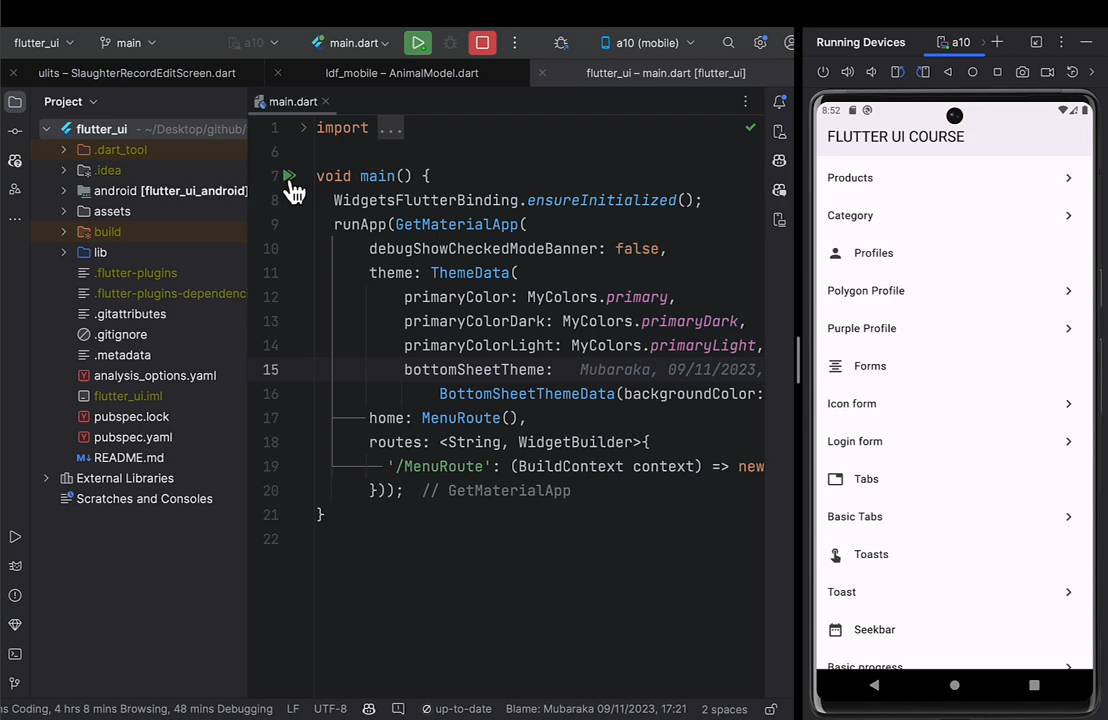 flutter_ui
main
a10
main.dart
a10 (mobile)
Running Devices
a10
ulits – SlaughterRecordEditScreen.dart
ldf_mobile – AnimalModel.dart
flutter_ui – main.dart [flutter_ui]
Project
flutter_ui – ~/Desktop/github/
.dart_tool
.idea
android [flutter_ui_android]
assets
build
lib
.flutter-plugins
.flutter-plugins-dependenc
.gitattributes
.gitignore
.metadata
analysis_options.yaml
flutter_ui.iml
pubspec.lock
pubspec.yaml
M↓ README.md
External Libraries
Scratches and Consoles
main.dart
1 import ...
6
7 void main() {
8 WidgetsFlutterBinding.ensureInitialized();
9 runApp(GetMaterialApp(
10 debugShowCheckedModeBanner: false,
11 theme: ThemeData(
12 primaryColor: MyColors.primary,
13 primaryColorDark: MyColors.primaryDark,
14 primaryColorLight: MyColors.primaryLight,
15 bottomSheetTheme: Mubaraka, 09/11/2023,
16 BottomSheetThemeData(backgroundColor:
17 home: MenuRoute(),
18 routes: <String, WidgetBuilder>{
19 '/MenuRoute': (BuildContext context) => new
20 })); // GetMaterialApp
21 }
22
8:52
FLUTTER UI COURSE
Products
Category
Profiles
Polygon Profile
Purple Profile
Forms
Icon form
Login form
Tabs
Basic Tabs
Toasts
Toast
Seekbar
Basic progress
ns Coding, 4 hrs 8 mins Browsing, 48 mins Debugging
LF
UTF-8
up-to-date
Blame: Mubaraka 09/11/2023, 17:21
2 spaces